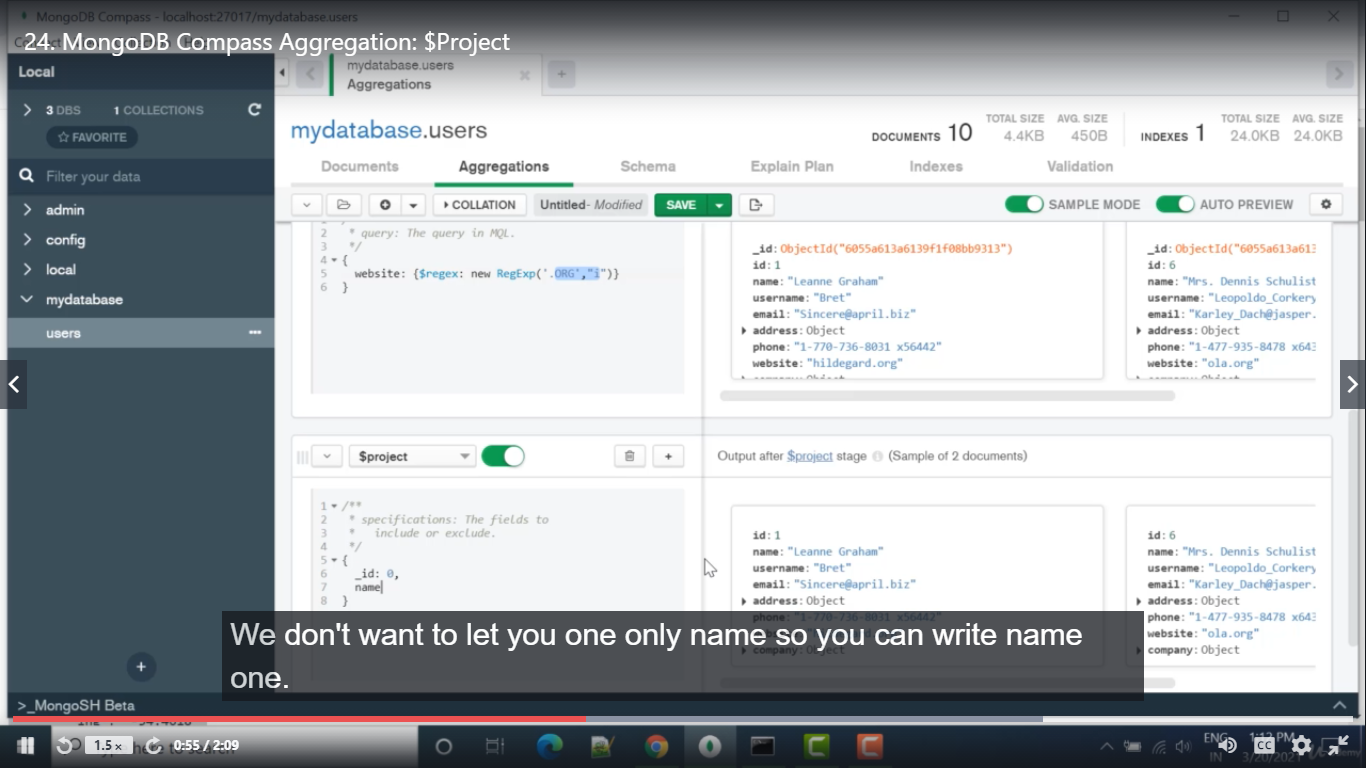 MongoDB Compass - localhost:27017/mydatabase.users
24. MongoDB Compass Aggregation: $Project
Local
mydatabase.users
Aggregations
3 DBS 1 COLLECTIONS
FAVORITE
Filter your data
admin
config
local
mydatabase
users
mydatabase.users
DOCUMENTS 10
TOTAL SIZE AVG. SIZE
4.4KB 450B
INDEXES 1
TOTAL SIZE AVG. SIZE
24.0KB 24.0KB
Documents Aggregations Schema Explain Plan Indexes Validation
COLLATION Untitled- Modified SAVE SAMPLE MODE AUTO PREVIEW
2 * query: The query in MQL.
3 */
4 {
5 website: {$regex: new RegExp('.ORG',"i")}
6 }
_id: ObjectId("6055a613a6139f1f08bb9313")
id: 1
name: "Leanne Graham"
username: "Bret"
email: "Sincere@april.biz"
address: Object
phone: "1-770-736-8031 x56442"
website: "hildegard.org"
_id: ObjectId("6055a613a613
id: 6
name: "Mrs. Dennis Schulist
username: "Leopoldo_Corkery
email: "Karley_Dach@jasper.
address: Object
phone: "1-477-935-8478 x643
website: "ola.org"
$project
Output after $project stage (Sample of 2 documents)
1 /**
2 * specifications: The fields to
3 * include or exclude.
4 */
5 {
6 _id: 0,
7 name
8 }
id: 1
name: "Leanne Graham"
username: "Bret"
email: "Sincere@april.biz"
address: Object
phone: "1-770-736-8031 x56442"
company: Object
id: 6
name: "Mrs. Dennis Schulist
username: "Leopoldo_Corkery
email: "Karley_Dach@jasper.
address: Object
phone: "1-477-935-8478 x643
website: "ola.org"
company: Object
We don't want to let you one only name so you can write name
one.
>_MongoSH Beta
1.5× 0:55 / 2:09
ENG
IN
1:12 PM
CC